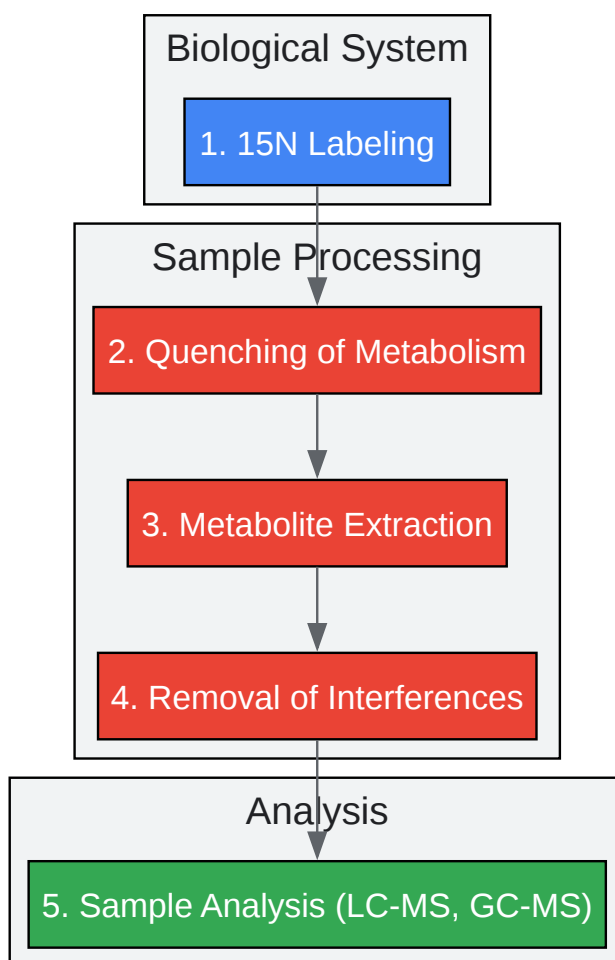 Biological System
1. 15N Labeling
Sample Processing
2. Quenching of Metabolism
3. Metabolite Extraction
4. Removal of Interferences
Analysis
5. Sample Analysis (LC-MS, GC-MS)